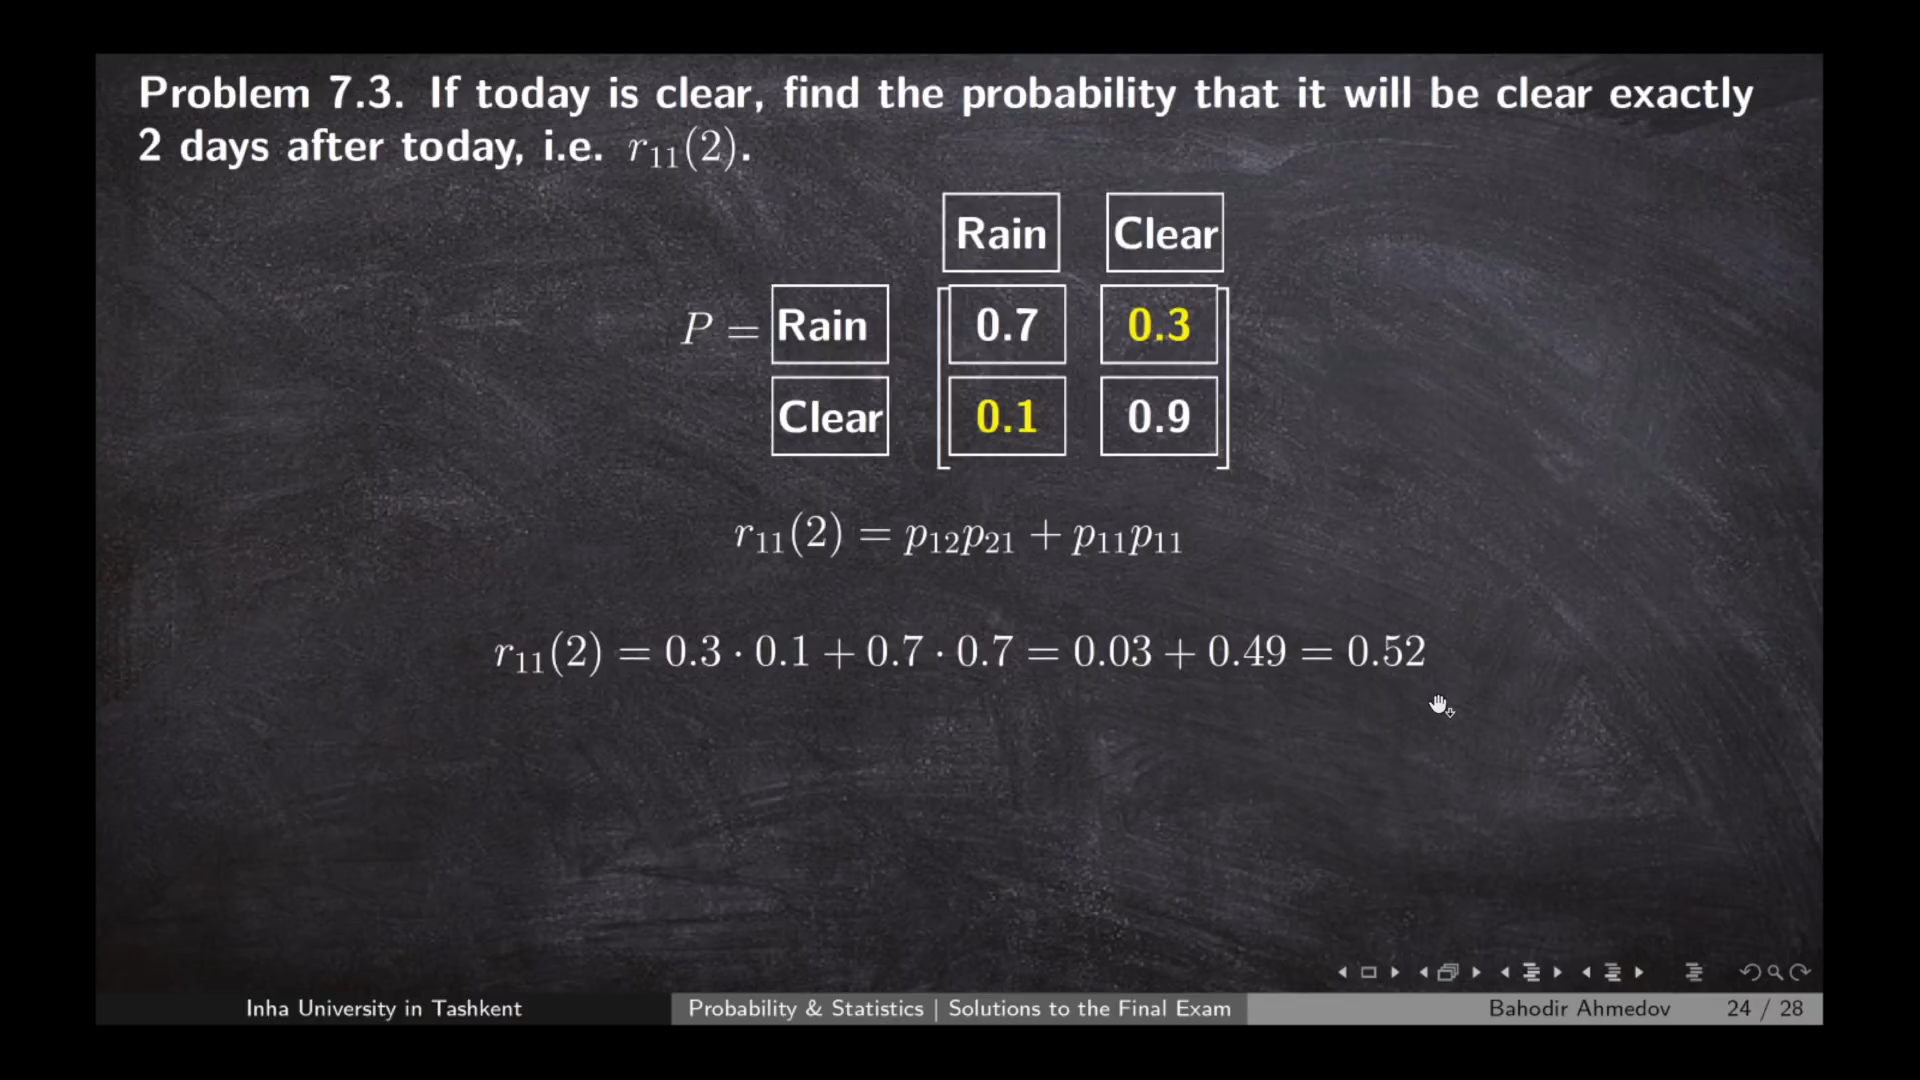 Problem 7.3. If today is clear, find the probability that it will be clear exactly
2 days after today, i.e. r₁₁(2).
Rain Clear
P = Rain 0.7 0.3
Clear 0.1 0.9
r₁₁(2) = p₁₂p₂₁ + p₁₁p₁₁
r₁₁(2) = 0.3 · 0.1 + 0.7 · 0.7 = 0.03 + 0.49 = 0.52
Inha University in Tashkent Probability & Statistics | Solutions to the Final Exam Bahodir Ahmedov 24 / 28